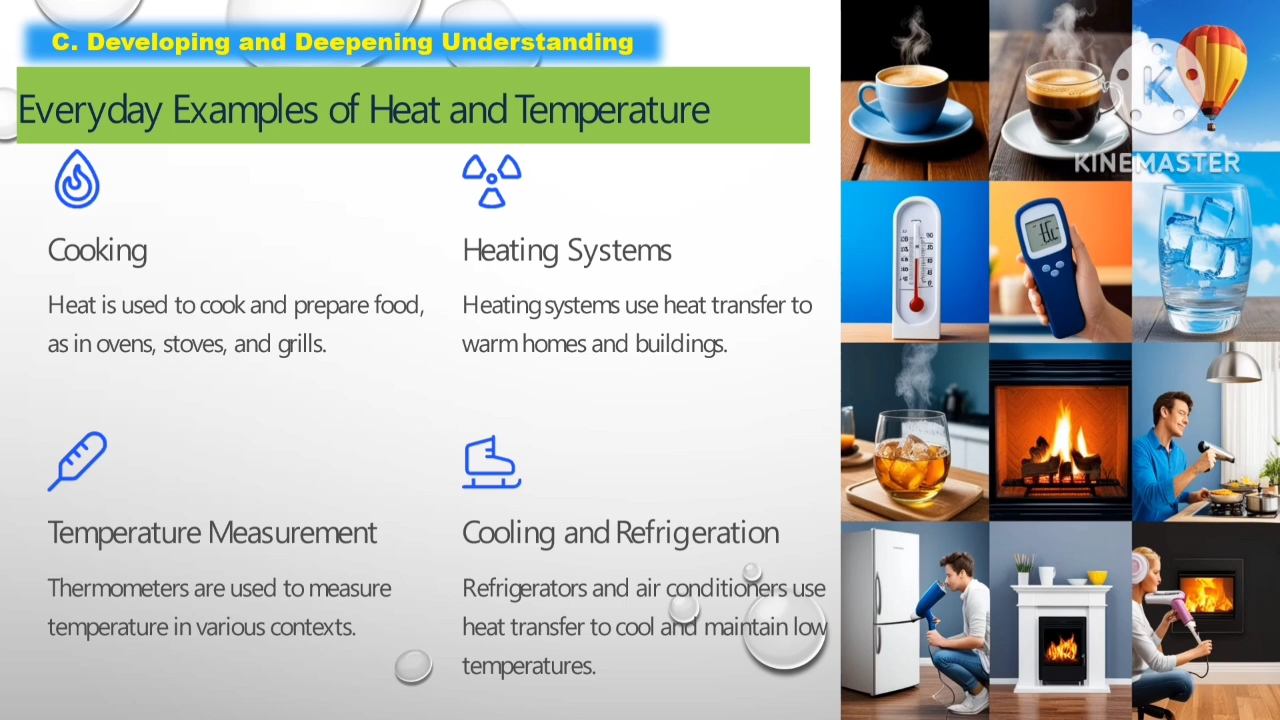 C. Developing and Deepening Understanding
Everyday Examples of Heat and Temperature
Cooking
Heat is used to cook and prepare food,
as in ovens, stoves, and grills.
Heating Systems
Heating systems use heat transfer to
warm homes and buildings.
Temperature Measurement
Thermometers are used to measure
temperature in various contexts.
Cooling and Refrigeration
Refrigerators and air conditioners use
heat transfer to cool and maintain low
temperatures.
K
KINEMASTER